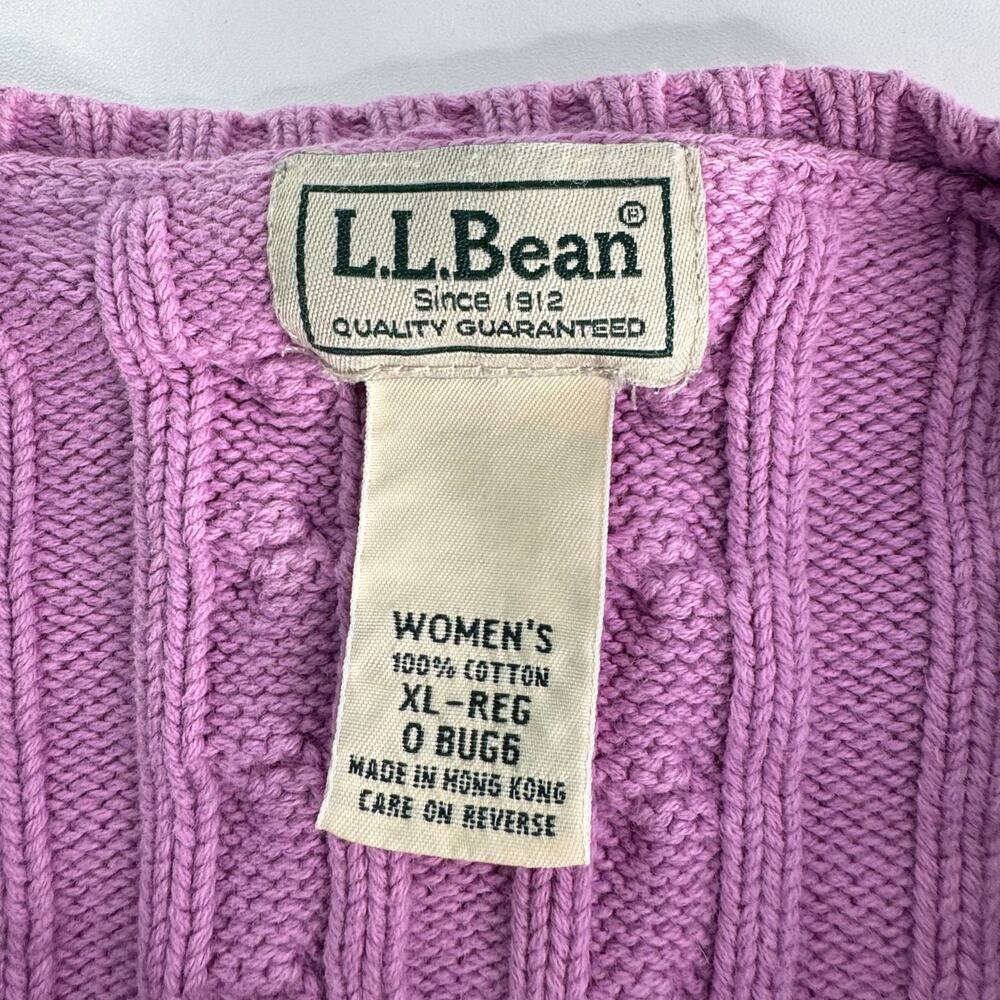 L.L.Bean®
Since 1912
QUALITY GUARANTEED
WOMEN'S
100% COTTON
XL-REG
0 BUG6
MADE IN HONG KONG
CARE ON REVERSE